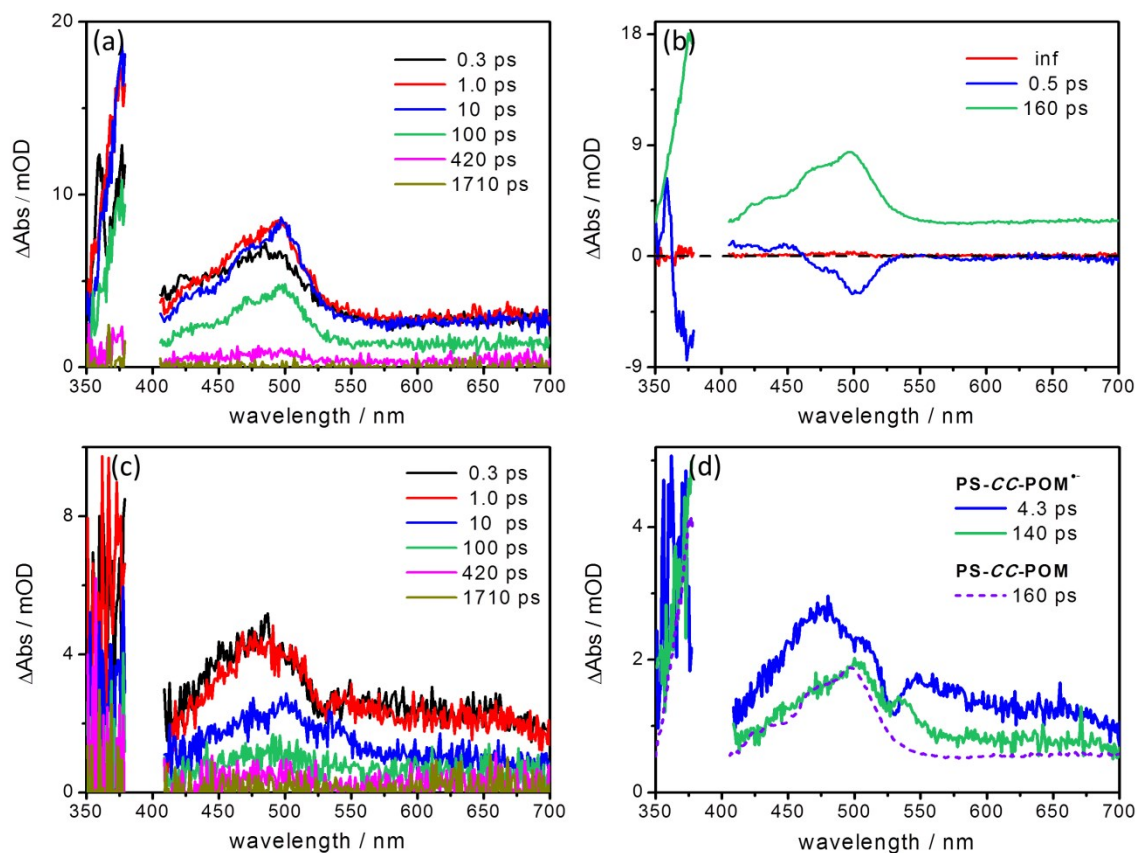 (a)
20
10
0
ΔAbs / mOD
0.3 ps
1.0 ps
10 ps
100 ps
420 ps
1710 ps
350 400 450 500 550 600 650 700
wavelength / nm
(b)
18
9
0
-9
ΔAbs / mOD
inf
0.5 ps
160 ps
350 400 450 500 550 600 650 700
wavelength / nm
(c)
8
4
0
ΔAbs / mOD
0.3 ps
1.0 ps
10 ps
100 ps
420 ps
1710 ps
350 400 450 500 550 600 650 700
wavelength / nm
(d)
4
2
0
ΔAbs / mOD
PS-CC-POM•-
4.3 ps
140 ps
PS-CC-POM
160 ps
350 400 450 500 550 600 650 700
wavelength / nm